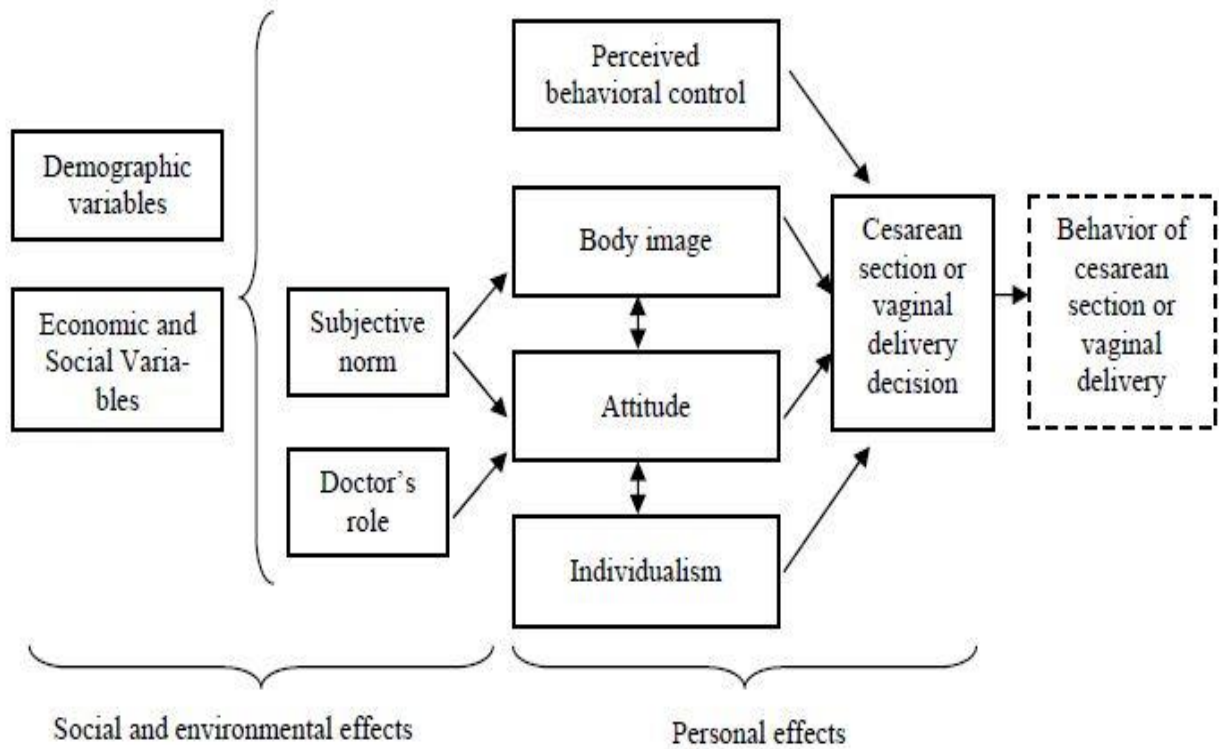 Demographic
variables
Economic and
Social Varia-
bles
Subjective
norm
Doctor's
role
Perceived
behavioral control
Body image
Attitude
Individualism
Cesarean
section or
vaginal
delivery
decision
Behavior of
cesarean
section or
vaginal
delivery
Social and environmental effects
Personal effects